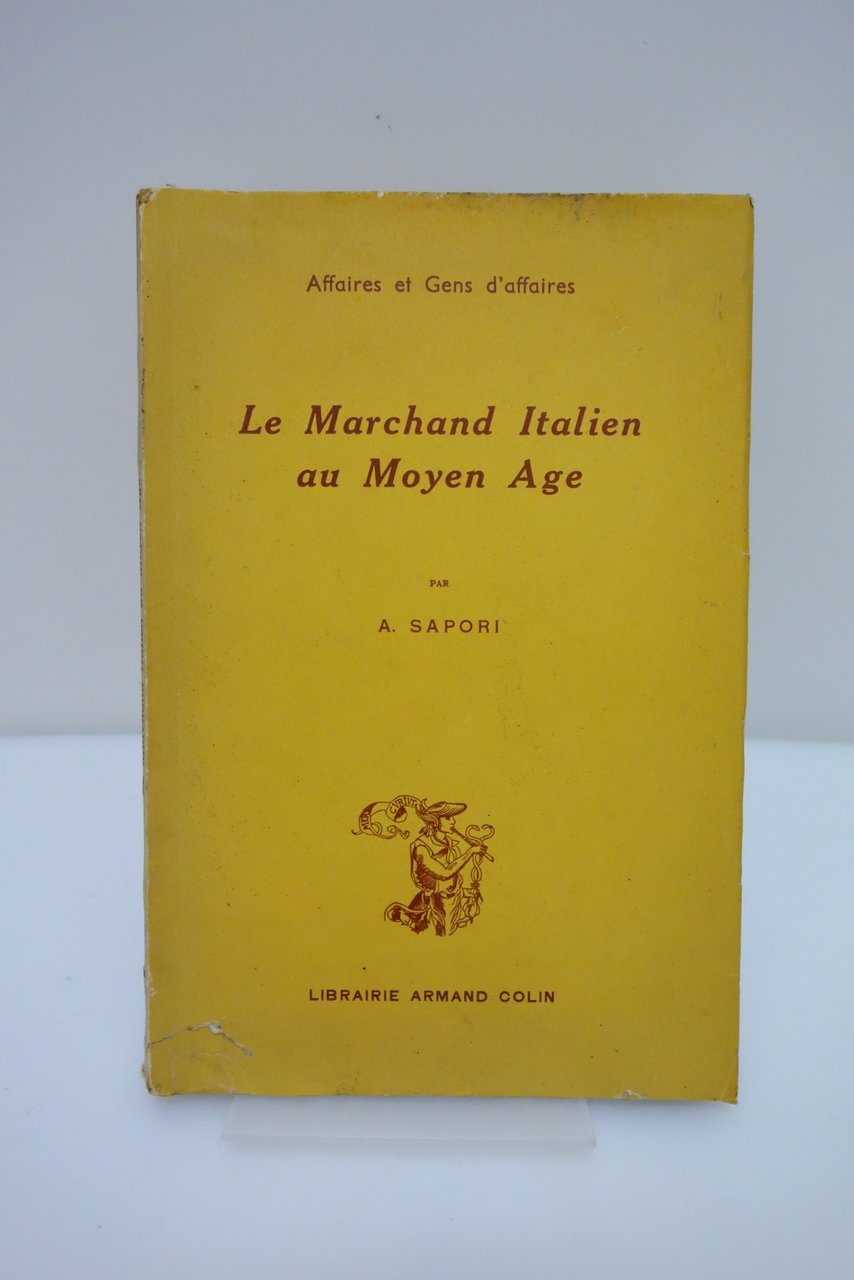 Affaires et Gens d'affaires
Le Marchand Italien
au Moyen Age
PAR
A. SAPORI
LIBRAIRIE ARMAND COLIN